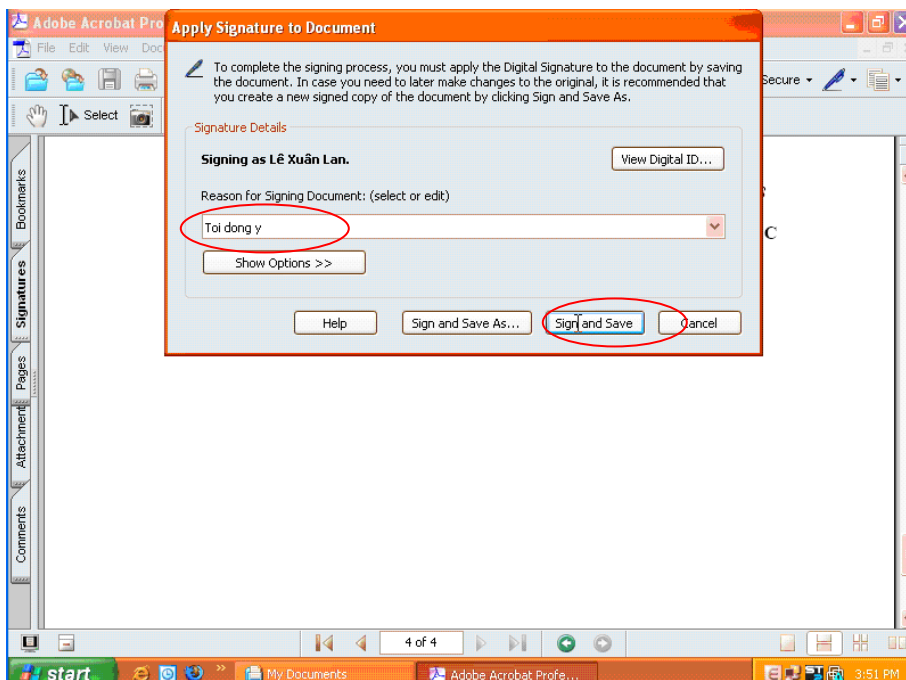 Adobe Acrobat Pro
Apply Signature to Document
File Edit View Doc
To complete the signing process, you must apply the Digital Signature to the document by saving
the document. In case you need to later make changes to the original, it is recommended that
you create a new signed copy of the document by clicking Sign and Save As.
Secure
Select
Signature Details
Signing as Lê Xuân Lan.
View Digital ID...
Reason for Signing Document: (select or edit)
Toi dong y
C
Show Options >>
Help
Sign and Save As...
Sign and Save
Cancel
Bookmarks
Signatures
Pages
Attachment
Comments
4 of 4
start
My Documents
Adobe Acrobat Profe...
3:51 PM